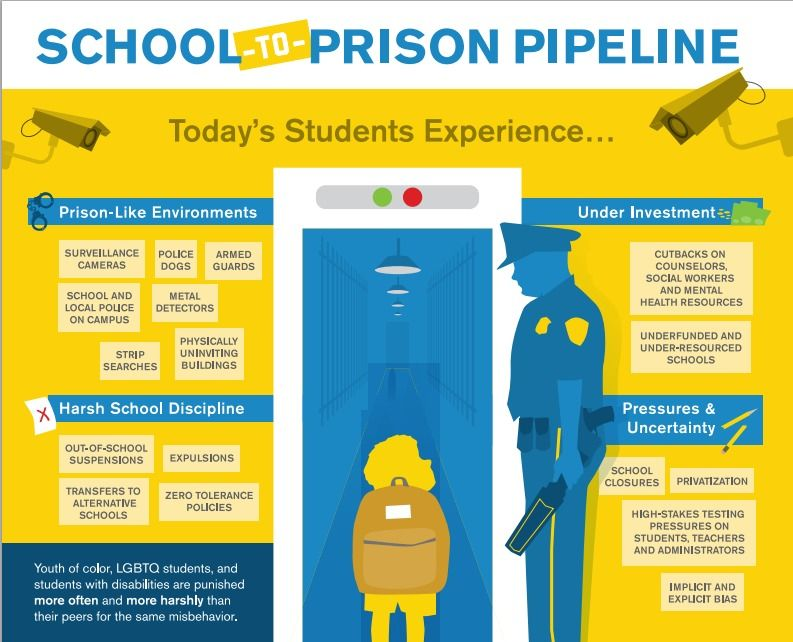 SCHOOL-TO-PRISON PIPELINE
Today's Students Experience...
Prison-Like Environments
SURVEILLANCE
CAMERAS
POLICE
DOGS
ARMED
GUARDS
SCHOOL AND
LOCAL POLICE
ON CAMPUS
METAL
DETECTORS
STRIP
SEARCHES
PHYSICALLY
UNINVITING
BUILDINGS
Harsh School Discipline
OUT-OF-SCHOOL
SUSPENSIONS
EXPULSIONS
TRANSFERS TO
ALTERNATIVE
SCHOOLS
ZERO TOLERANCE
POLICIES
Youth of color, LGBTQ students, and
students with disabilities are punished
more often and more harshly than
their peers for the same misbehavior.
Under Investment
CUTBACKS ON
COUNSELORS,
SOCIAL WORKERS
AND MENTAL
HEALTH RESOURCES
UNDERFUNDED AND
UNDER-RESOURCED
SCHOOLS
Pressures &
Uncertainty
SCHOOL
CLOSURES
PRIVATIZATION
HIGH-STAKES TESTING
PRESSURES ON
STUDENTS, TEACHERS
AND ADMINISTRATORS
IMPLICIT AND
EXPLICIT BIAS